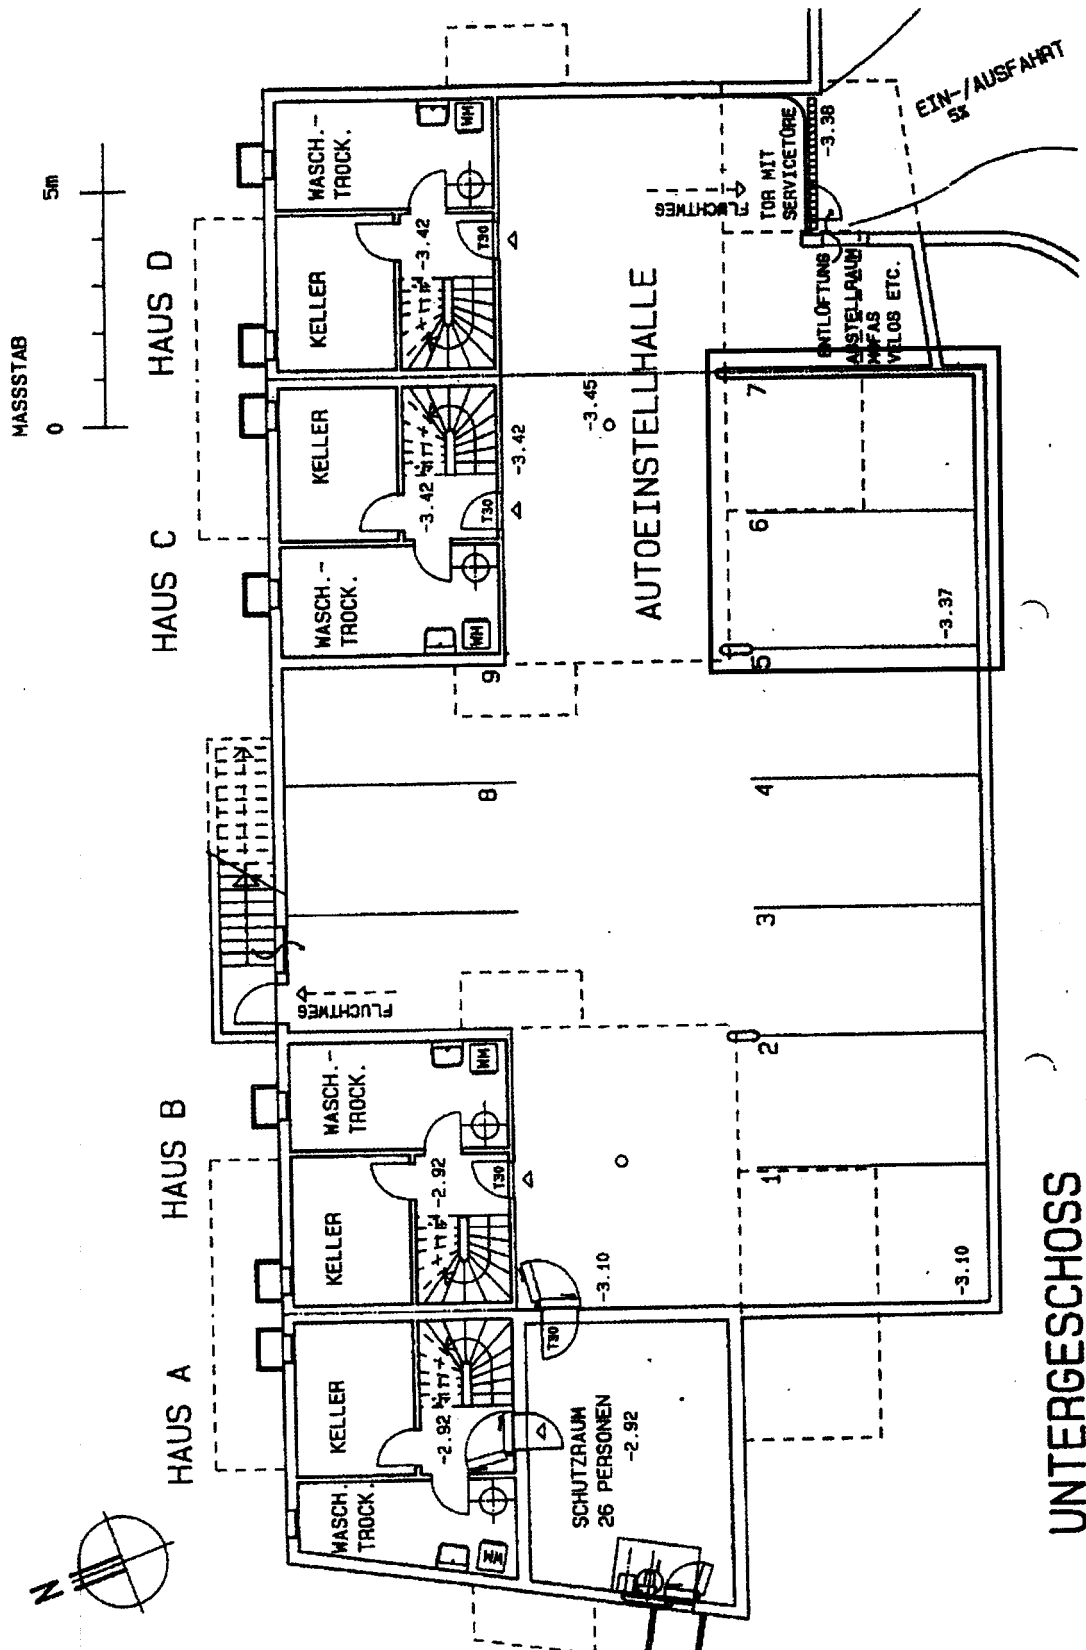 MASSSTAB
0
5m
HAUS A
HAUS B
HAUS C
HAUS D
N
WASCH.
TROCK.
KELLER
KELLER
WASCH.-
TROCK.
WASCH.-
TROCK.
KELLER
KELLER
WASCH.-
TROCK.
WM
-2.92
-2.92
T30
WM
FLUCHTWEG
8
9
WM
-3.42
T30
-3.42
-3.42
T30
WM
SCHUTZRAUM
26 PERSONEN
-2.92
T30
-3.10
AUTOEINSTELLHALLE
-3.45
FLUCHTWEG
TOR MIT
SERVICETÜRE
-3.38
EIN-/AUSFAHRT
5%
ENTLÜFTUNG
ABSTELLRAUM
MOFAS
VELOS ETC.
1
2
3
4
5
6
7
-3.10
-3.37
UNTERGESCHOSS